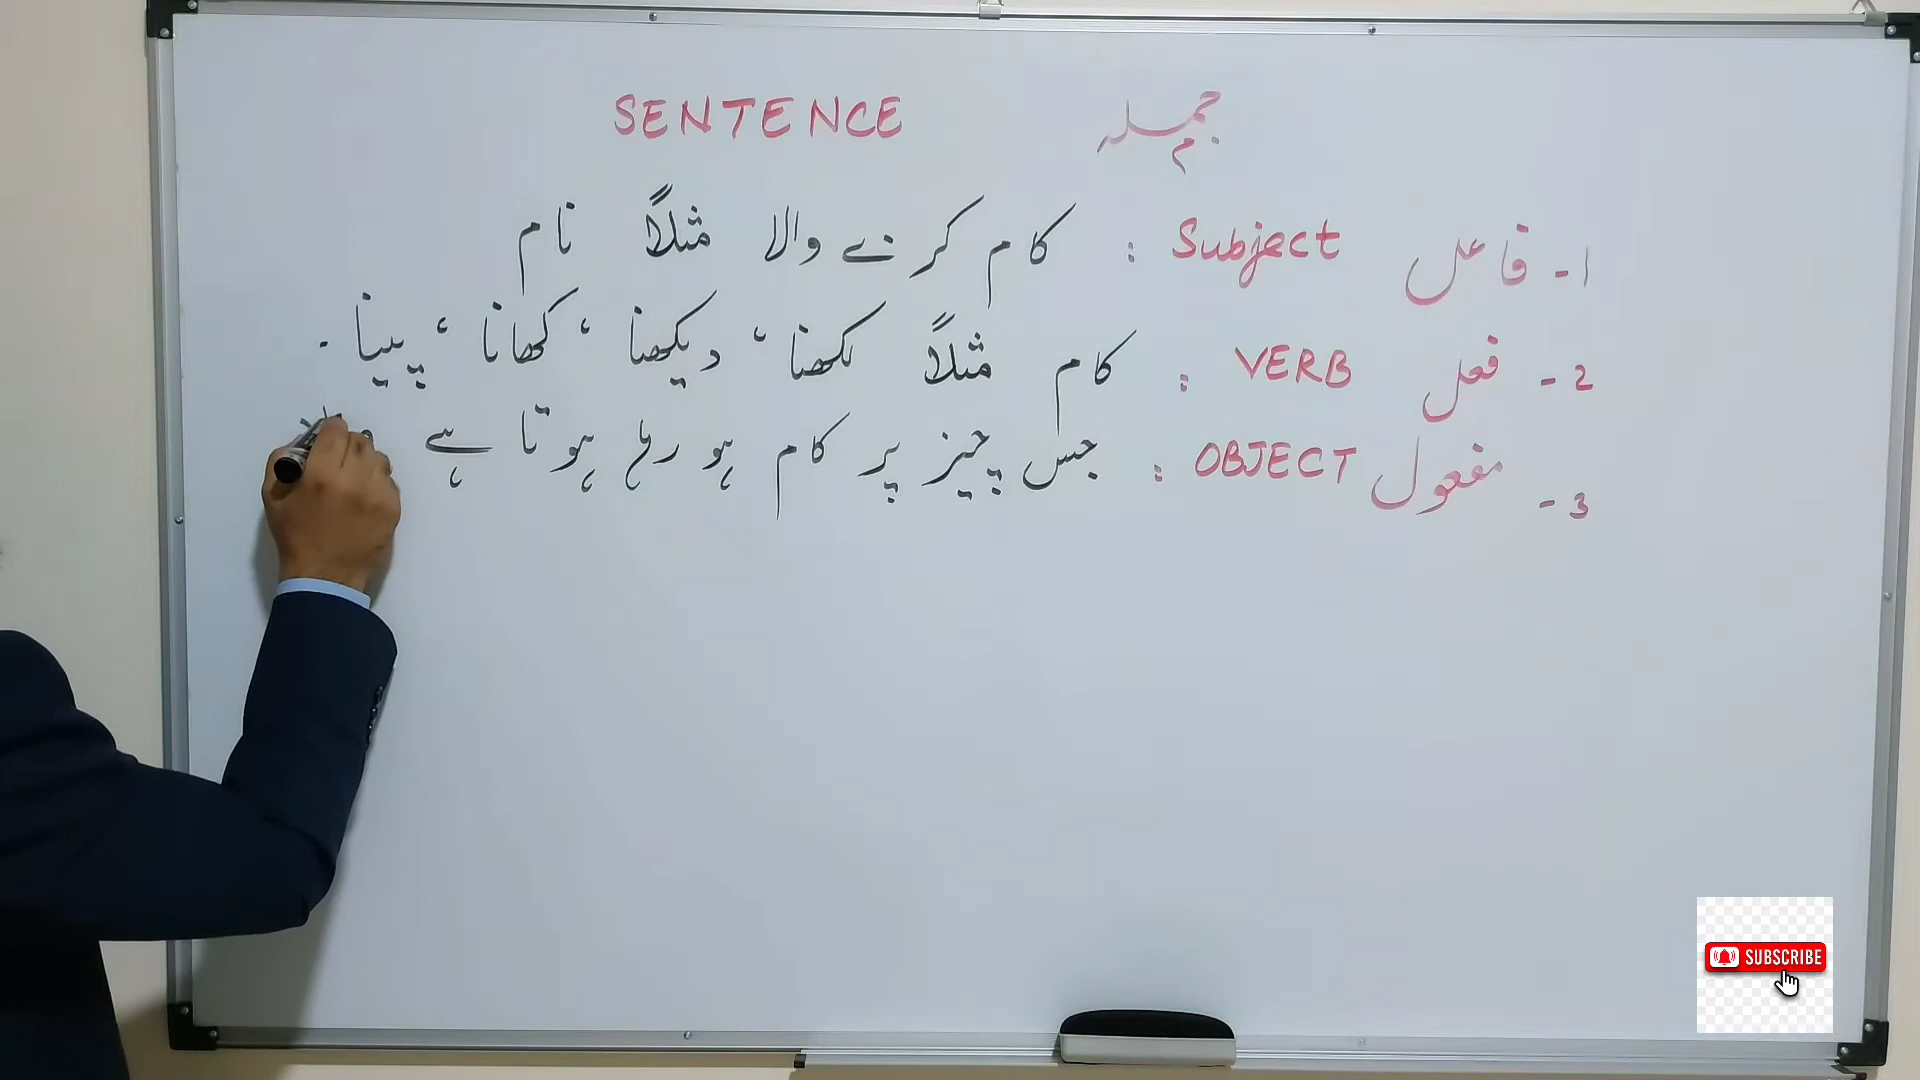 SENTENCE جملہ
1- فاعل Subject : کام کرنے والا مثلاً نام
2- فعل VERB : کام مثلاً لکھنا، دیکھنا، کھانا، پینا۔
3- مفعول OBJECT : جس چیز پر کام ہو رہا ہوتا ہے
SUBSCRIBE